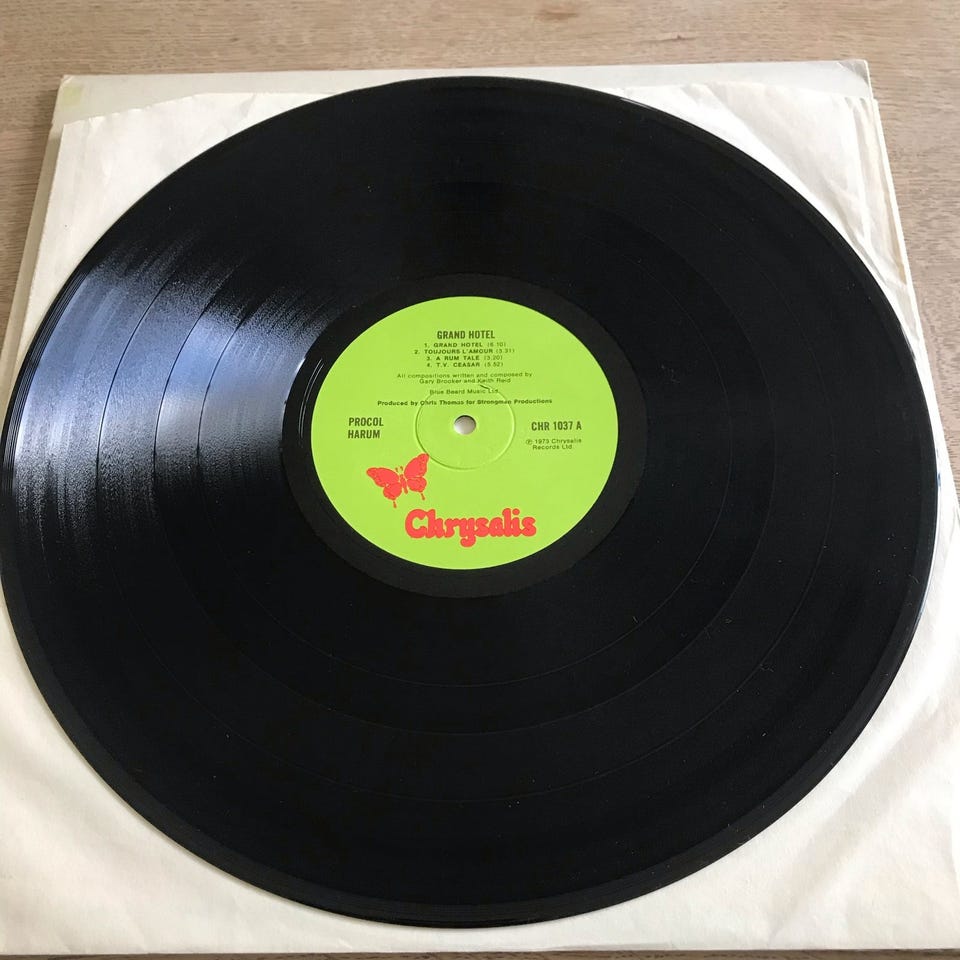 GRAND HOTEL
1. GRAND HOTEL (6.10)
2. TOUJOURS L'AMOUR (3.31)
3. A RUM TALE (3.20)
4. T.V. CEASAR (5.52)
All compositions written and composed by
Gary Brooker and Keith Reid
Blue Beard Music Ltd.
Produced by Chris Thomas for Strongman Productions
PROCOL
HARUM
CHR 1037 A
℗ 1973 Chrysalis
Records Ltd.
Chrysalis